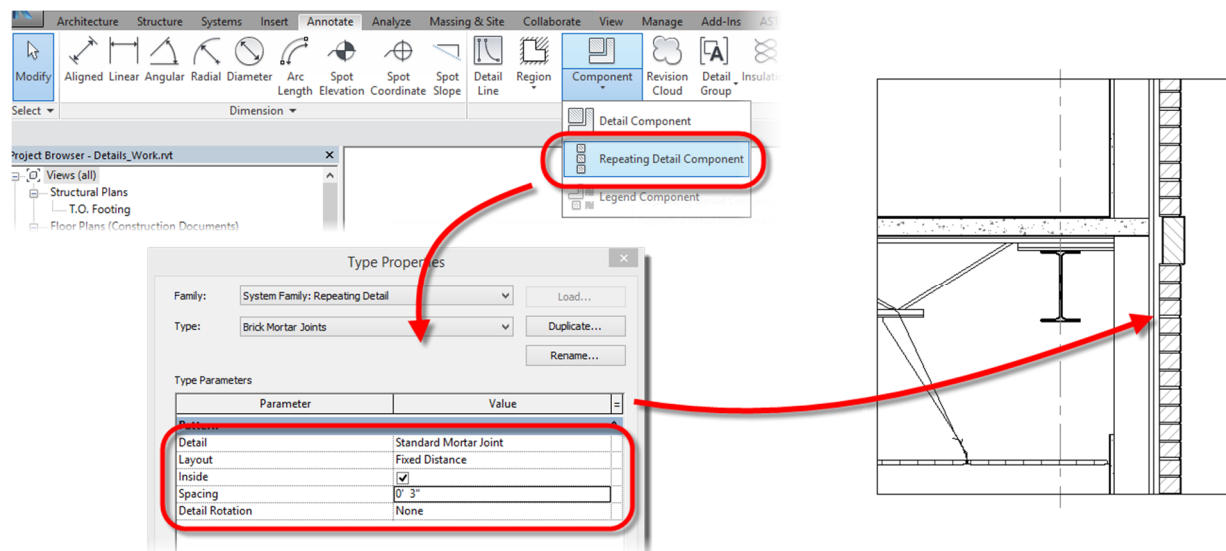 Architecture Structure Systems Insert Annotate Analyze Massing & Site Collaborate View Manage Add-Ins AST
Modify Aligned Linear Angular Radial Diameter Arc Length Spot Elevation Spot Coordinate Spot Slope Detail Line Region Component Revision Cloud Detail Group Insulati
Select Dimension
Detail Component
Repeating Detail Component
Legend Component
Project Browser - Details_Work.rvt
Views (all)
Structural Plans
T.O. Footing
Floor Plans (Construction Documents)
Type Properties
Family: System Family: Repeating Detail Load...
Type: Brick Mortar Joints Duplicate...
Rename...
Type Parameters
Parameter Value =
Pattern
Detail Standard Mortar Joint
Layout Fixed Distance
Inside
Spacing 0' 3"
Detail Rotation None